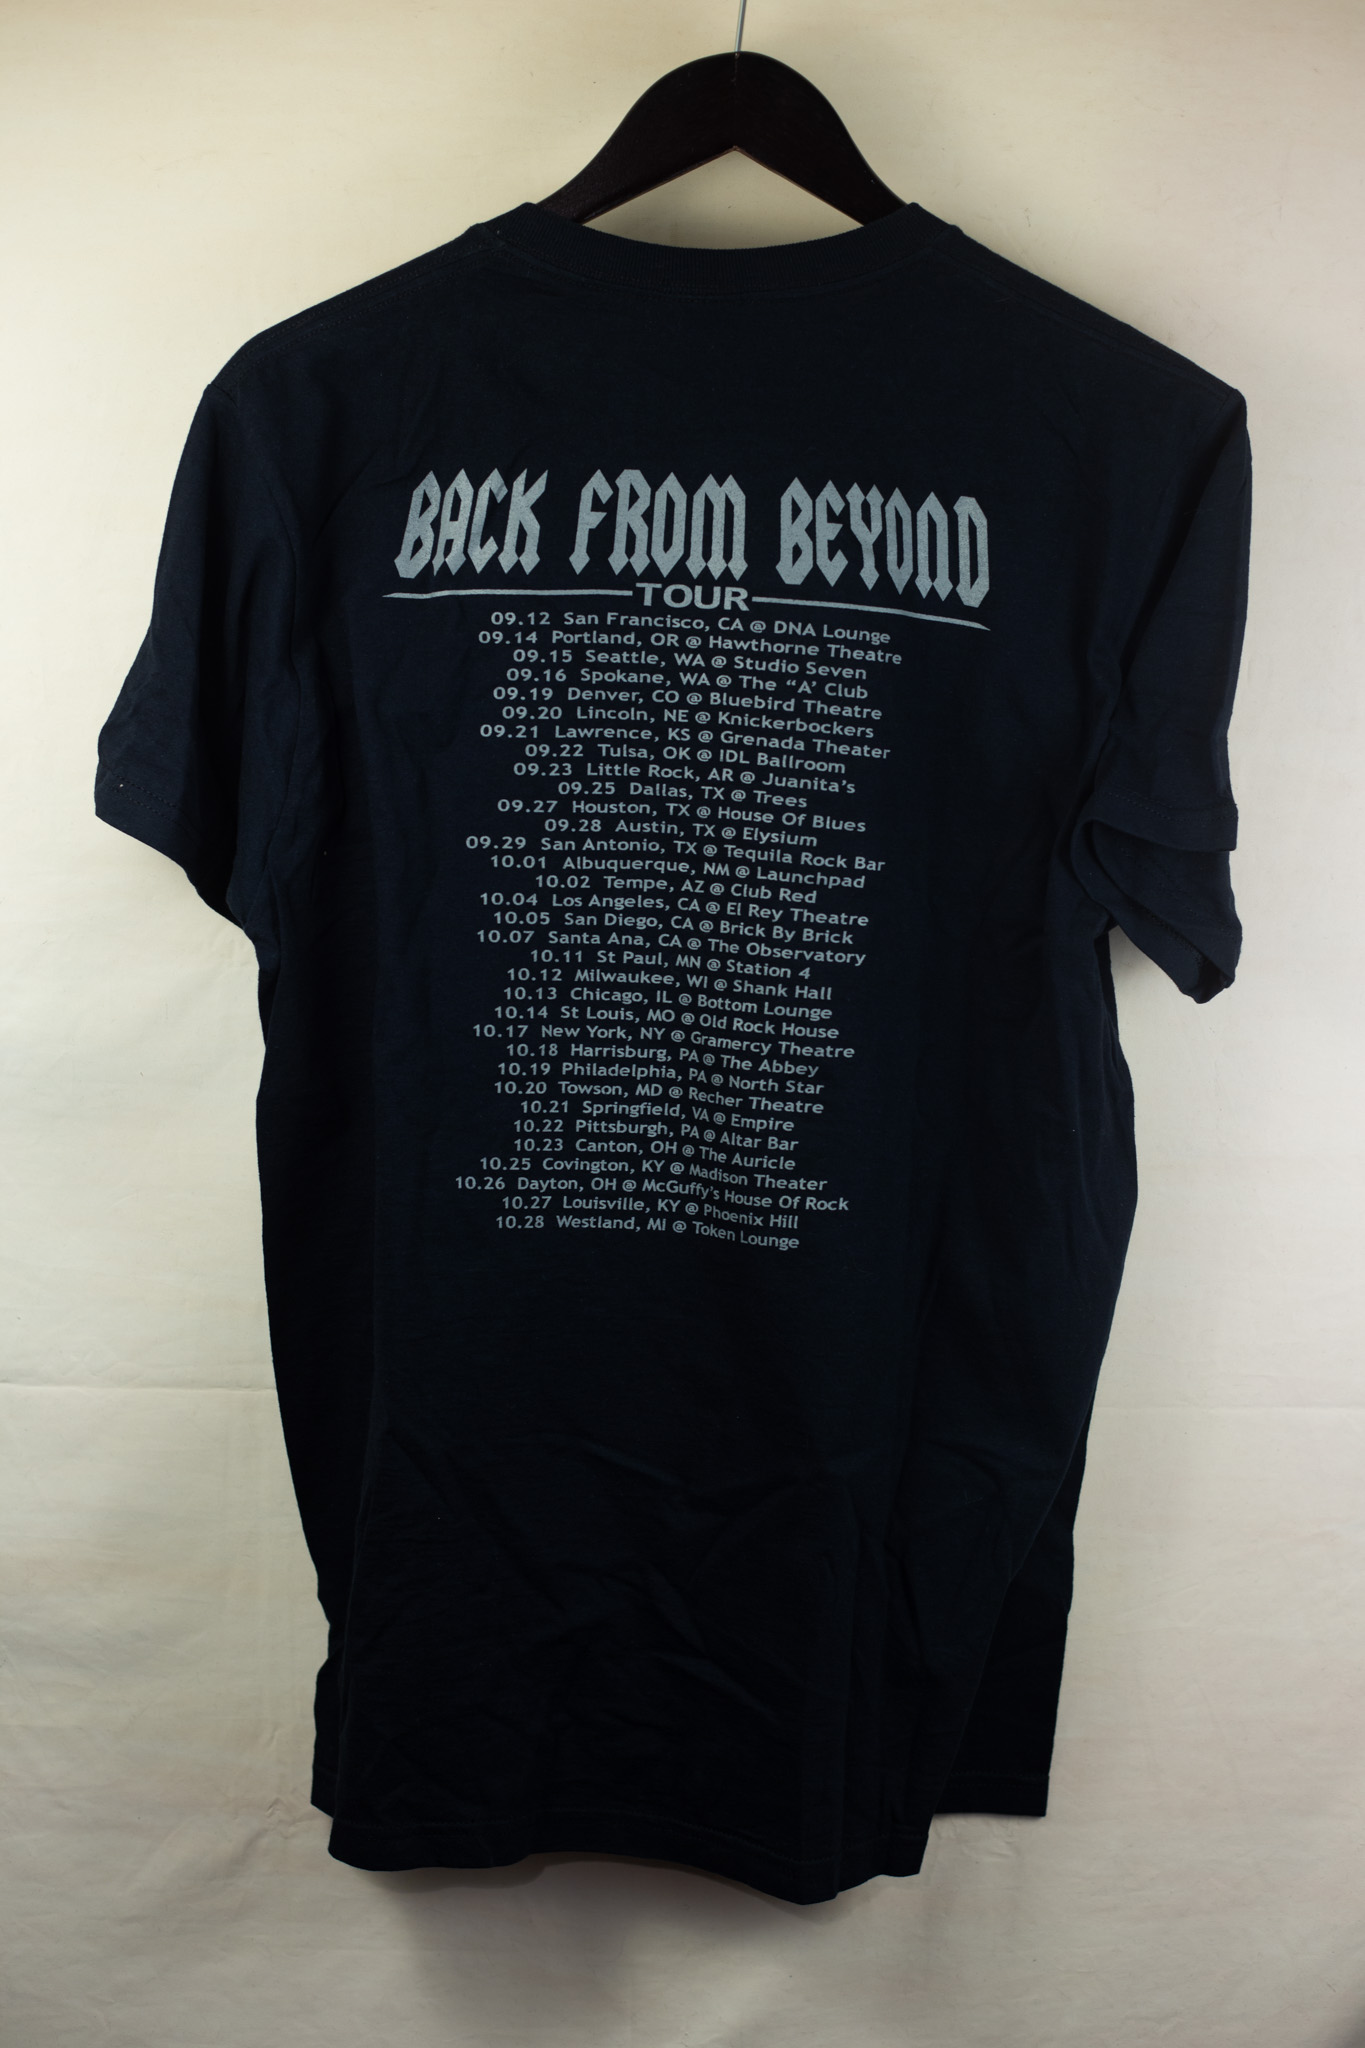 BACK FROM BEYOND
TOUR
09.12 San Francisco, CA @ DNA Lounge
09.14 Portland, OR @ Hawthorne Theatre
09.15 Seattle, WA @ Studio Seven
09.16 Spokane, WA @ The “A’ Club
09.19 Denver, CO @ Bluebird Theatre
09.20 Lincoln, NE @ Knickerbockers
09.21 Lawrence, KS @ Grenada Theater
09.22 Tulsa, OK @ IDL Ballroom
09.23 Little Rock, AR @ Juanita’s
09.25 Dallas, TX @ Trees
09.27 Houston, TX @ House Of Blues
09.28 Austin, TX @ Elysium
09.29 San Antonio, TX @ Tequila Rock Bar
10.01 Albuquerque, NM @ Launchpad
10.02 Tempe, AZ @ Club Red
10.04 Los Angeles, CA @ El Rey Theatre
10.05 San Diego, CA @ Brick By Brick
10.07 Santa Ana, CA @ The Observatory
10.11 St Paul, MN @ Station 4
10.12 Milwaukee, WI @ Shank Hall
10.13 Chicago, IL @ Bottom Lounge
10.14 St Louis, MO @ Old Rock House
10.17 New York, NY @ Gramercy Theatre
10.18 Harrisburg, PA @ The Abbey
10.19 Philadelphia, PA @ North Star
10.20 Towson, MD @ Recher Theatre
10.21 Springfield, VA @ Empire
10.22 Pittsburgh, PA @ Altar Bar
10.23 Canton, OH @ The Auricle
10.25 Covington, KY @ Madison Theater
10.26 Dayton, OH @ McGuffy’s House Of Rock
10.27 Louisville, KY @ Phoenix Hill
10.28 Westland, MI @ Token Lounge